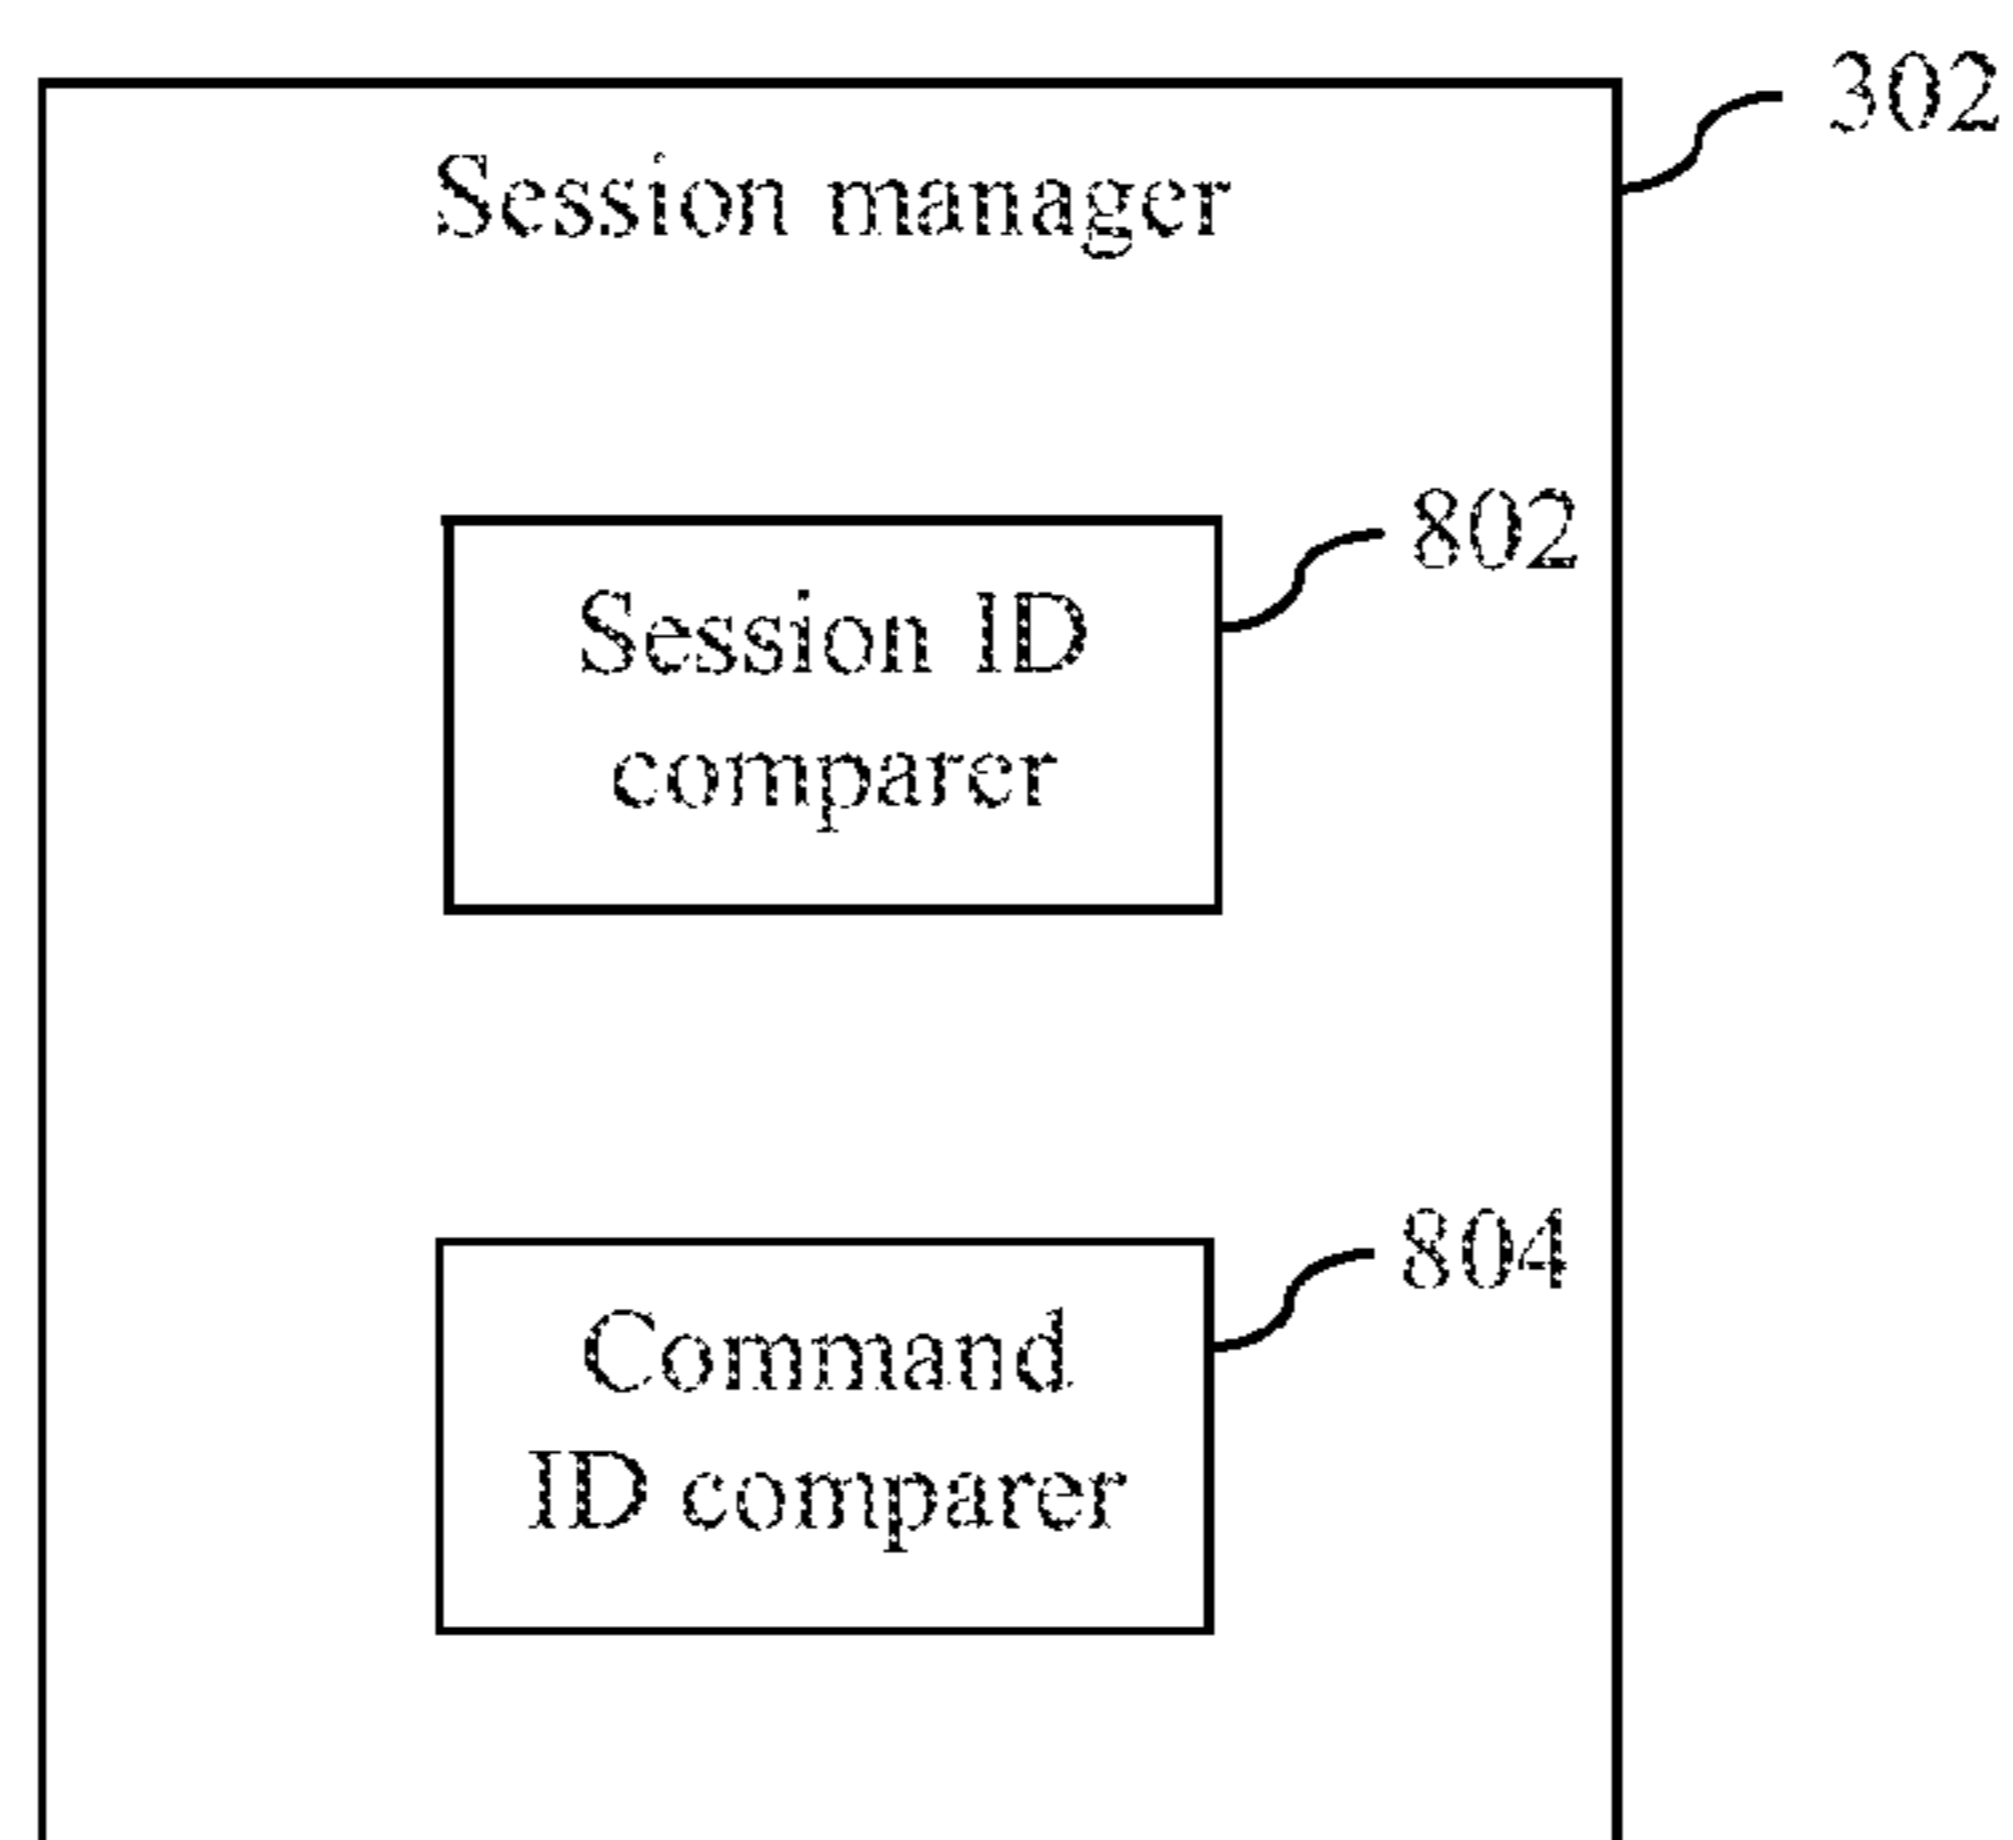 302
Session manager
802
Session ID
comparer
804
Command
ID comparer